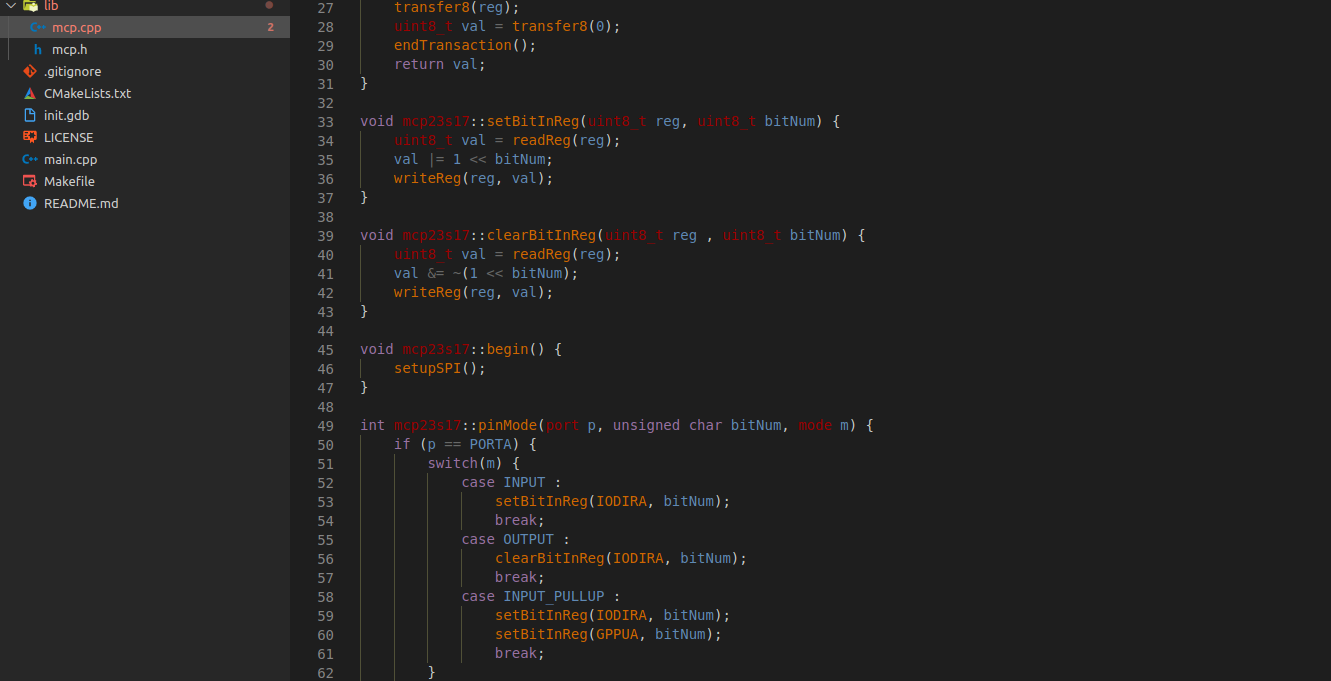 lib
mcp.cpp 2
mcp.h
.gitignore
CMakeLists.txt
init.gdb
LICENSE
main.cpp
Makefile
README.md
27 transfer8(reg);
28 uint8_t val = transfer8(0);
29 endTransaction();
30 return val;
31 }
32
33 void mcp23s17::setBitInReg(uint8_t reg, uint8_t bitNum) {
34 uint8_t val = readReg(reg);
35 val |= 1 << bitNum;
36 writeReg(reg, val);
37 }
38
39 void mcp23s17::clearBitInReg(uint8_t reg , uint8_t bitNum) {
40 uint8_t val = readReg(reg);
41 val &= ~(1 << bitNum);
42 writeReg(reg, val);
43 }
44
45 void mcp23s17::begin() {
46 setupSPI();
47 }
48
49 int mcp23s17::pinMode(port p, unsigned char bitNum, mode m) {
50 if (p == PORTA) {
51 switch(m) {
52 case INPUT :
53 setBitInReg(IODIRA, bitNum);
54 break;
55 case OUTPUT :
56 clearBitInReg(IODIRA, bitNum);
57 break;
58 case INPUT_PULLUP :
59 setBitInReg(IODIRA, bitNum);
60 setBitInReg(GPPUA, bitNum);
61 break;
62 }